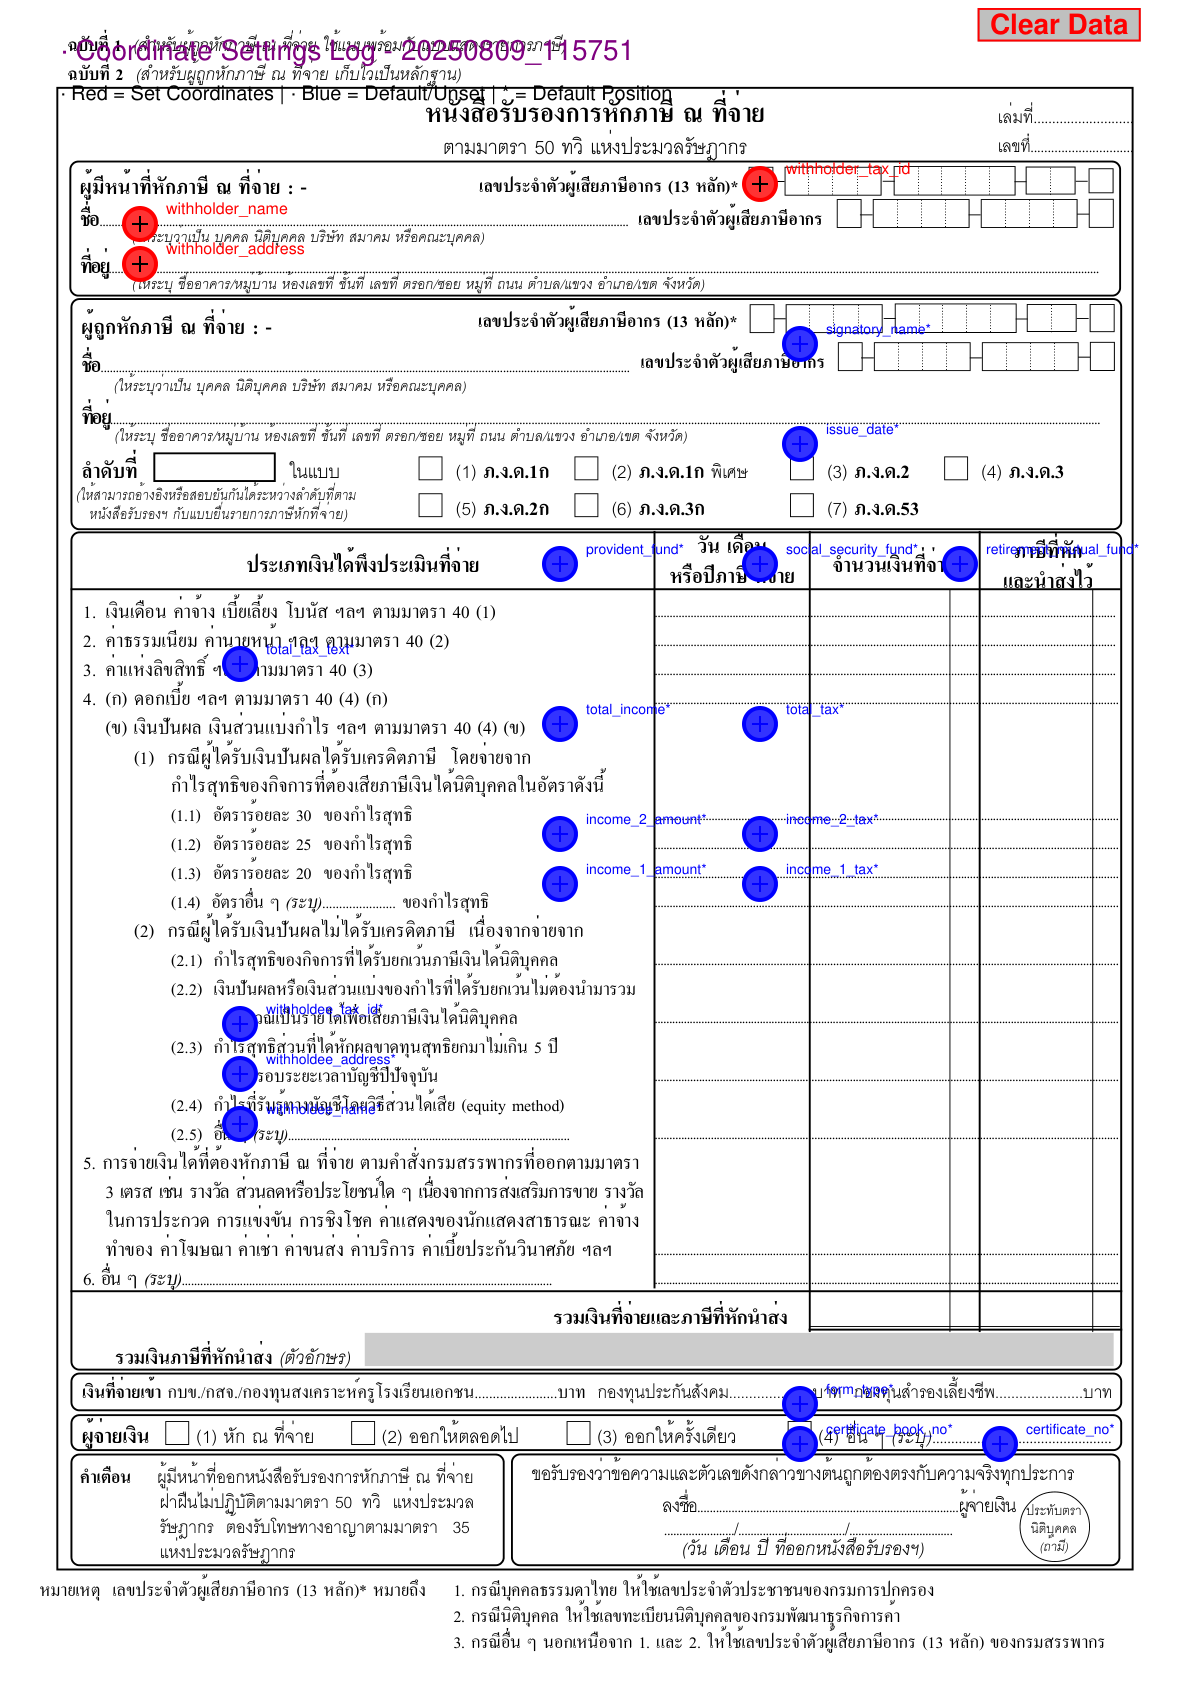 Clear Data
ฉบับที่ 1 (สำหรับผู้ถูกหักภาษี ณ ที่จ่าย ใช้แนบพร้อมกับแบบแสดงรายการภาษี)
· Coordinate Settings Log - 20250809_115751
ฉบับที่ 2 (สำหรับผู้ถูกหักภาษี ณ ที่จ่าย เก็บไว้เป็นหลักฐาน)
· Red = Set Coordinates | · Blue = Default/Unset | * = Default Position
หนังสือรับรองการหักภาษี ณ ที่จ่าย
เล่มที่
ตามมาตรา 50 ทวิ แห่งประมวลรัษฎากร
เลขที่
ผู้มีหน้าที่หักภาษี ณ ที่จ่าย : -
เลขประจำตัวผู้เสียภาษีอากร (13 หลัก)*
withholder_tax_id
ชื่อ
withholder_name
เลขประจำตัวผู้เสียภาษีอากร
(ให้ระบุว่าเป็น บุคคล นิติบุคคล บริษัท สมาคม หรือคณะบุคคล)
ที่อยู่
withholder_address
(ให้ระบุ ชื่ออาคาร/หมู่บ้าน ห้องเลขที่ ชั้นที่ เลขที่ ตรอก/ซอย หมู่ที่ ถนน ตำบล/แขวง อำเภอ/เขต จังหวัด)
ผู้ถูกหักภาษี ณ ที่จ่าย : -
เลขประจำตัวผู้เสียภาษีอากร (13 หลัก)*
signatory_name*
ชื่อ
เลขประจำตัวผู้เสียภาษีอากร
(ให้ระบุว่าเป็น บุคคล นิติบุคคล บริษัท สมาคม หรือคณะบุคคล)
ที่อยู่
(ให้ระบุ ชื่ออาคาร/หมู่บ้าน ห้องเลขที่ ชั้นที่ เลขที่ ตรอก/ซอย หมู่ที่ ถนน ตำบล/แขวง อำเภอ/เขต จังหวัด)
issue_date*
ลำดับที่ ในแบบ (1) ภ.ง.ด.1ก (2) ภ.ง.ด.1ก พิเศษ (3) ภ.ง.ด.2 (4) ภ.ง.ด.3
(ให้สามารถอ้างอิงหรือสอบยันกันได้ระหว่างลำดับที่ตาม
หนังสือรับรองฯ กับแบบยื่นรายการภาษีหักที่จ่าย)
(5) ภ.ง.ด.2ก (6) ภ.ง.ด.3ก (7) ภ.ง.ด.53
ประเภทเงินได้พึงประเมินที่จ่าย
provident_fund*
วัน เดือน
หรือปีภาษี ที่จ่าย
social_security_fund*
จำนวนเงินที่จ่าย
retirement_mutual_fund*
ภาษีที่หัก
และนำส่งไว้
1. เงินเดือน ค่าจ้าง เบี้ยเลี้ยง โบนัส ฯลฯ ตามมาตรา 40 (1)
2. ค่าธรรมเนียม ค่านายหน้า ฯลฯ ตามมาตรา 40 (2)
total_tax_text*
3. ค่าแห่งลิขสิทธิ์ ฯลฯ ตามมาตรา 40 (3)
4. (ก) ดอกเบี้ย ฯลฯ ตามมาตรา 40 (4) (ก)
total_income* total_tax*
(ข) เงินปันผล เงินส่วนแบ่งกำไร ฯลฯ ตามมาตรา 40 (4) (ข)
(1) กรณีผู้ได้รับเงินปันผลได้รับเครดิตภาษี โดยจ่ายจาก
กำไรสุทธิของกิจการที่ต้องเสียภาษีเงินได้นิติบุคคลในอัตราดังนี้
(1.1) อัตราร้อยละ 30 ของกำไรสุทธิ
income_2_amount* income_2_tax*
(1.2) อัตราร้อยละ 25 ของกำไรสุทธิ
income_1_amount* income_1_tax*
(1.3) อัตราร้อยละ 20 ของกำไรสุทธิ
(1.4) อัตราอื่น ๆ (ระบุ) ของกำไรสุทธิ
(2) กรณีผู้ได้รับเงินปันผลไม่ได้รับเครดิตภาษี เนื่องจากจ่ายจาก
(2.1) กำไรสุทธิของกิจการที่ได้รับยกเว้นภาษีเงินได้นิติบุคคล
(2.2) เงินปันผลหรือเงินส่วนแบ่งของกำไรที่ได้รับยกเว้นไม่ต้องนำมารวม
withholdee_tax_id*
คำนวณเป็นรายได้เพื่อเสียภาษีเงินได้นิติบุคคล
(2.3) กำไรสุทธิส่วนที่ได้หักผลขาดทุนสุทธิยกมาไม่เกิน 5 ปี
withholdee_address*
ก่อนรอบระยะเวลาบัญชีปีปัจจุบัน
(2.4) กำไรที่รับรู้ทางบัญชีโดยวิธีส่วนได้เสีย (equity method)
withholdee_name*
(2.5) อื่น ๆ (ระบุ)
5. การจ่ายเงินได้ที่ต้องหักภาษี ณ ที่จ่าย ตามคำสั่งกรมสรรพากรที่ออกตามมาตรา
3 เตรส เช่น รางวัล ส่วนลดหรือประโยชน์ใด ๆ เนื่องจากการส่งเสริมการขาย รางวัล
ในการประกวด การแข่งขัน การชิงโชค ค่าแสดงของนักแสดงสาธารณะ ค่าจ้าง
ทำของ ค่าโฆษณา ค่าเช่า ค่าขนส่ง ค่าบริการ ค่าเบี้ยประกันวินาศภัย ฯลฯ
6. อื่น ๆ (ระบุ)
รวมเงินที่จ่ายและภาษีที่หักนำส่ง
รวมเงินภาษีที่หักนำส่ง (ตัวอักษร)
เงินที่จ่ายเข้า กบข./กสจ./กองทุนสงเคราะห์ครูโรงเรียนเอกชน บาท กองทุนประกันสังคม บาท กองทุนสำรองเลี้ยงชีพ บาท
form_type*
certificate_book_no* certificate_no*
ผู้จ่ายเงิน (1) หัก ณ ที่จ่าย (2) ออกให้ตลอดไป (3) ออกให้ครั้งเดียว (4) อื่น ๆ (ระบุ)
คำเตือน ผู้มีหน้าที่ออกหนังสือรับรองการหักภาษี ณ ที่จ่าย
ฝ่าฝืนไม่ปฏิบัติตามมาตรา 50 ทวิ แห่งประมวล
รัษฎากร ต้องรับโทษทางอาญาตามมาตรา 35
แห่งประมวลรัษฎากร
ขอรับรองว่าข้อความและตัวเลขดังกล่าวข้างต้นถูกต้องตรงกับความจริงทุกประการ
ลงชื่อ ผู้จ่ายเงิน
/ /
(วัน เดือน ปี ที่ออกหนังสือรับรองฯ)
ประทับตรา
นิติบุคคล
(ถ้ามี)
หมายเหตุ เลขประจำตัวผู้เสียภาษีอากร (13 หลัก)* หมายถึง 1. กรณีบุคคลธรรมดาไทย ให้ใช้เลขประจำตัวประชาชนของกรมการปกครอง
2. กรณีนิติบุคคล ให้ใช้เลขทะเบียนนิติบุคคลของกรมพัฒนาธุรกิจการค้า
3. กรณีอื่น ๆ นอกเหนือจาก 1. และ 2. ให้ใช้เลขประจำตัวผู้เสียภาษีอากร (13 หลัก) ของกรมสรรพากร